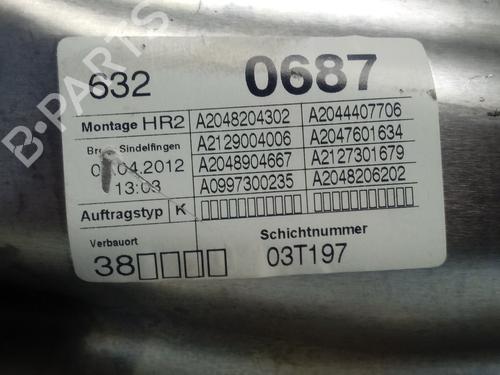 632 0687
Montage HR2 A2048204302 A2044407706
Sindelfingen A2129004006 A2047601634
.04.2012 A2048904667 A2127301679
13:03 A0997300235 A2048206202
Auftragstyp K
Verbauort Schichtnummer
38 03T197
B-PARTS